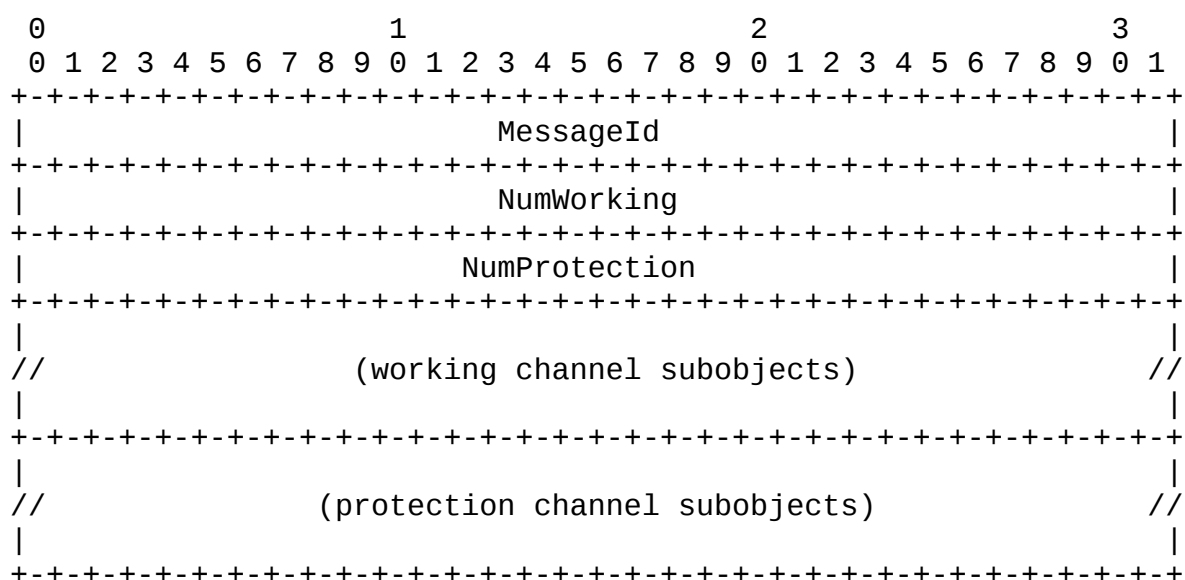 0                   1                   2                   3
 0 1 2 3 4 5 6 7 8 9 0 1 2 3 4 5 6 7 8 9 0 1 2 3 4 5 6 7 8 9 0 1
+-+-+-+-+-+-+-+-+-+-+-+-+-+-+-+-+-+-+-+-+-+-+-+-+-+-+-+-+-+-+-+-+
|                          MessageId                            |
+-+-+-+-+-+-+-+-+-+-+-+-+-+-+-+-+-+-+-+-+-+-+-+-+-+-+-+-+-+-+-+-+
|                          NumWorking                           |
+-+-+-+-+-+-+-+-+-+-+-+-+-+-+-+-+-+-+-+-+-+-+-+-+-+-+-+-+-+-+-+-+
|                        NumProtection                          |
+-+-+-+-+-+-+-+-+-+-+-+-+-+-+-+-+-+-+-+-+-+-+-+-+-+-+-+-+-+-+-+-+
|                                                               |
//                 (working channel subobjects)                //
|                                                               |
+-+-+-+-+-+-+-+-+-+-+-+-+-+-+-+-+-+-+-+-+-+-+-+-+-+-+-+-+-+-+-+-+
|                                                               |
//               (protection channel subobjects)               //
|                                                               |
+-+-+-+-+-+-+-+-+-+-+-+-+-+-+-+-+-+-+-+-+-+-+-+-+-+-+-+-+-+-+-+-+